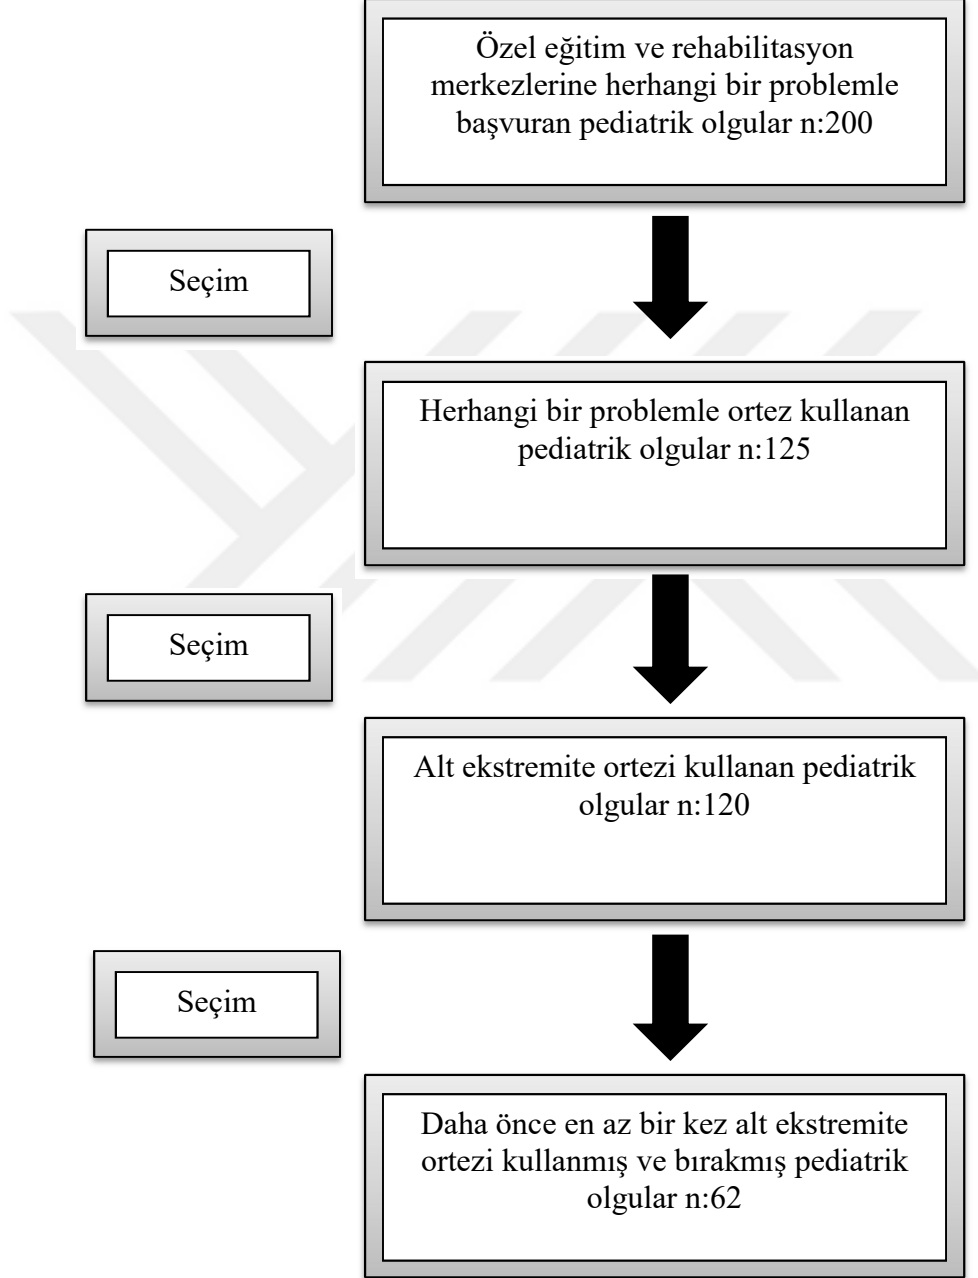 Özel eğitim ve rehabilitasyon
merkezlerine herhangi bir problemle
başvuran pediatrik olgular n:200
Seçim
Herhangi bir problemle ortez kullanan
pediatrik olgular n:125
Seçim
Alt ekstremite ortezi kullanan pediatrik
olgular n:120
Seçim
Daha önce en az bir kez alt ekstremite
ortezi kullanmış ve bırakmış pediatrik
olgular n:62